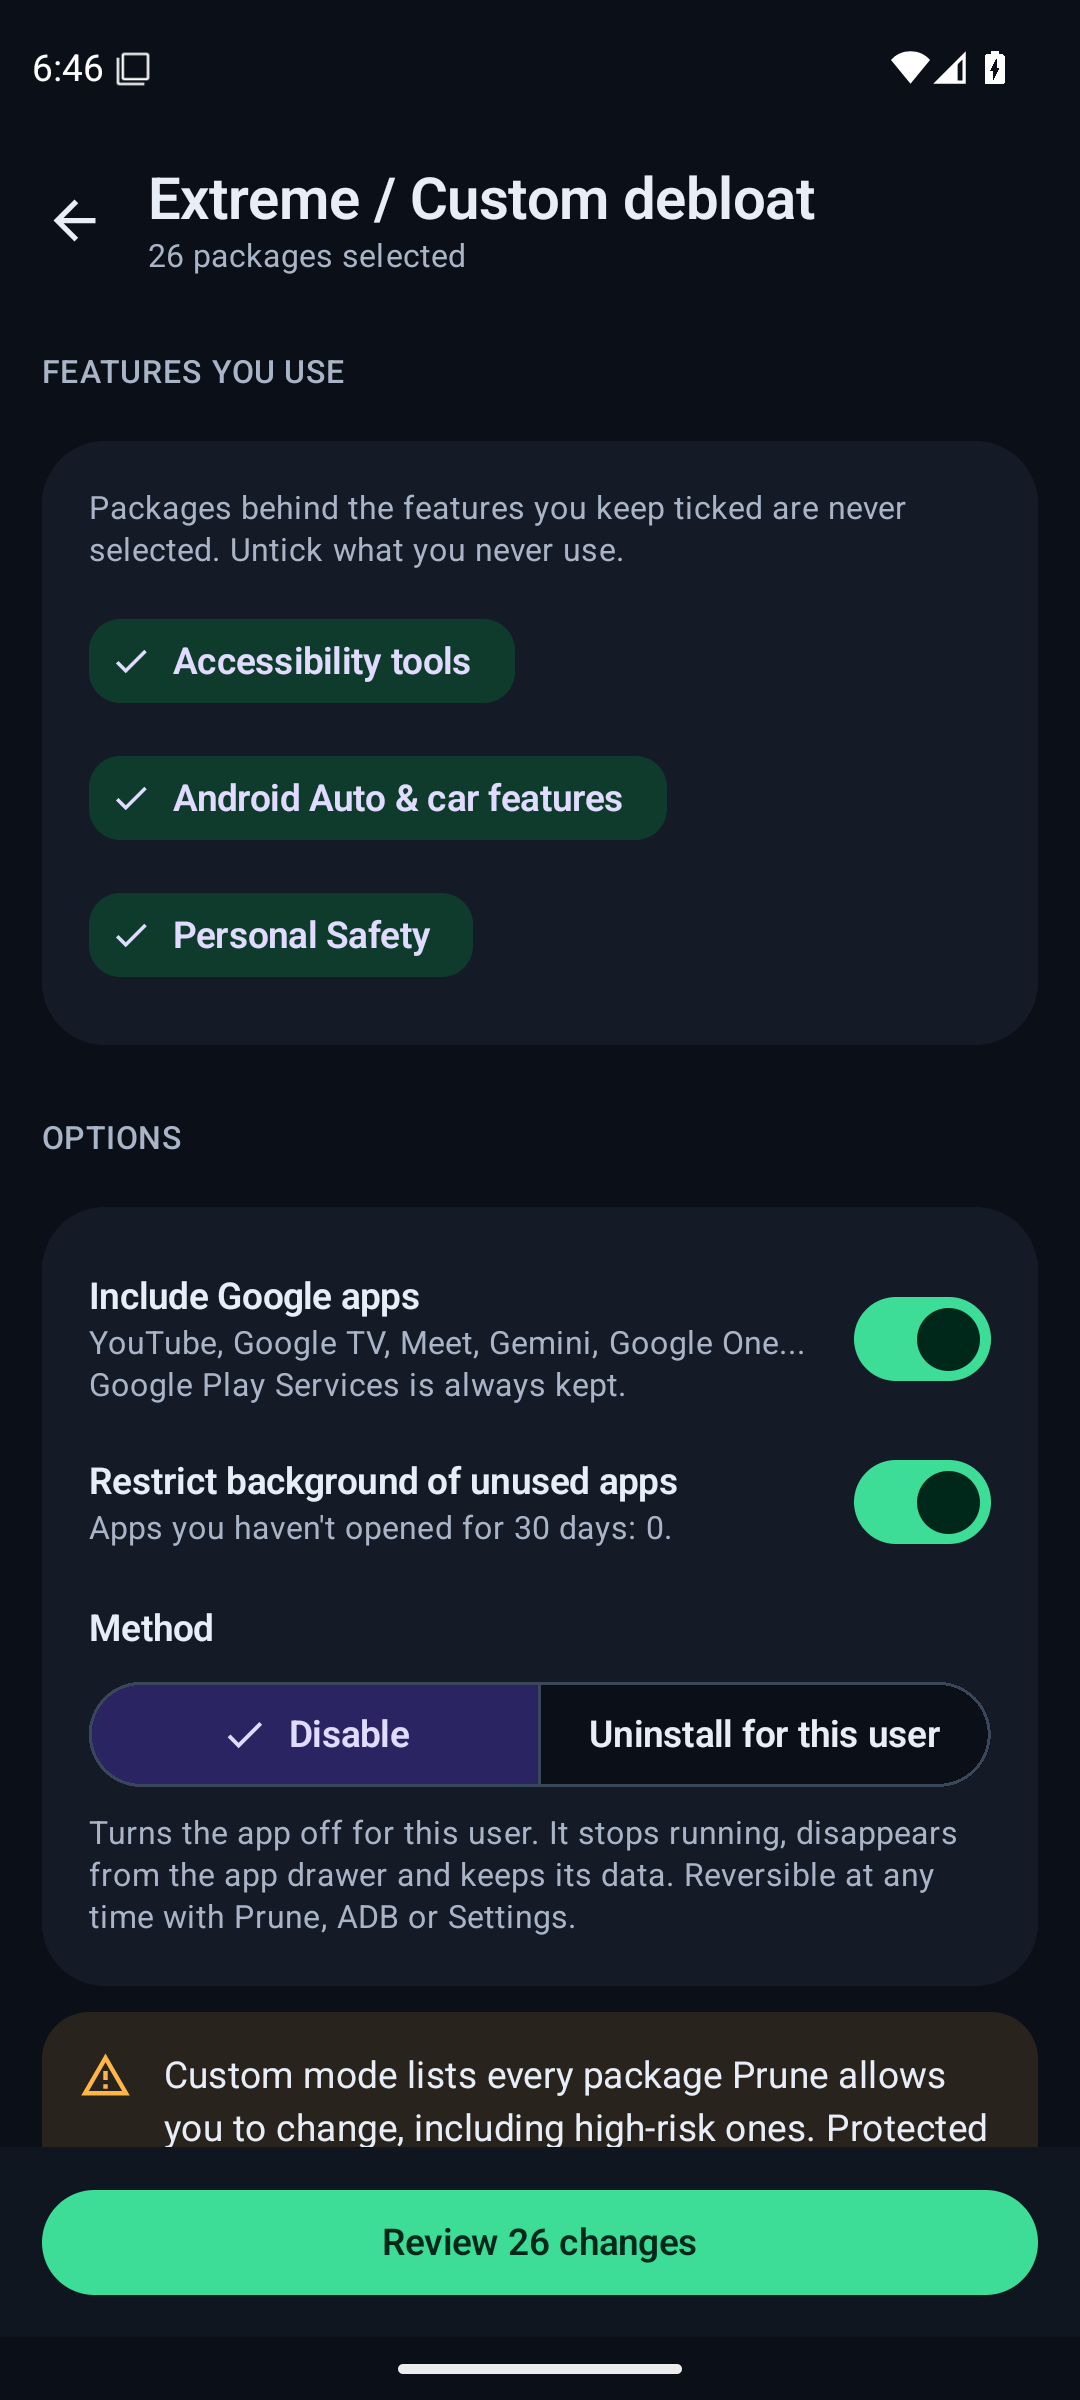 6:46
Extreme / Custom debloat
26 packages selected
FEATURES YOU USE
Packages behind the features you keep ticked are never
selected. Untick what you never use.
Accessibility tools
Android Auto & car features
Personal Safety
OPTIONS
Include Google apps
YouTube, Google TV, Meet, Gemini, Google One...
Google Play Services is always kept.
Restrict background of unused apps
Apps you haven't opened for 30 days: 0.
Method
Disable
Uninstall for this user
Turns the app off for this user. It stops running, disappears
from the app drawer and keeps its data. Reversible at any
time with Prune, ADB or Settings.
Custom mode lists every package Prune allows
you to change, including high-risk ones. Protected
Review 26 changes